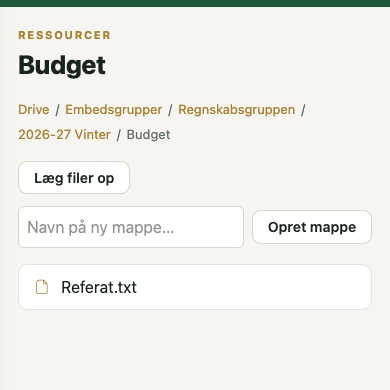 RESSOURCER
Budget
Drive / Embedsgrupper / Regnskabsgruppen /
2026-27 Vinter / Budget
Læg filer op
Navn på ny mappe... Opret mappe
Referat.txt